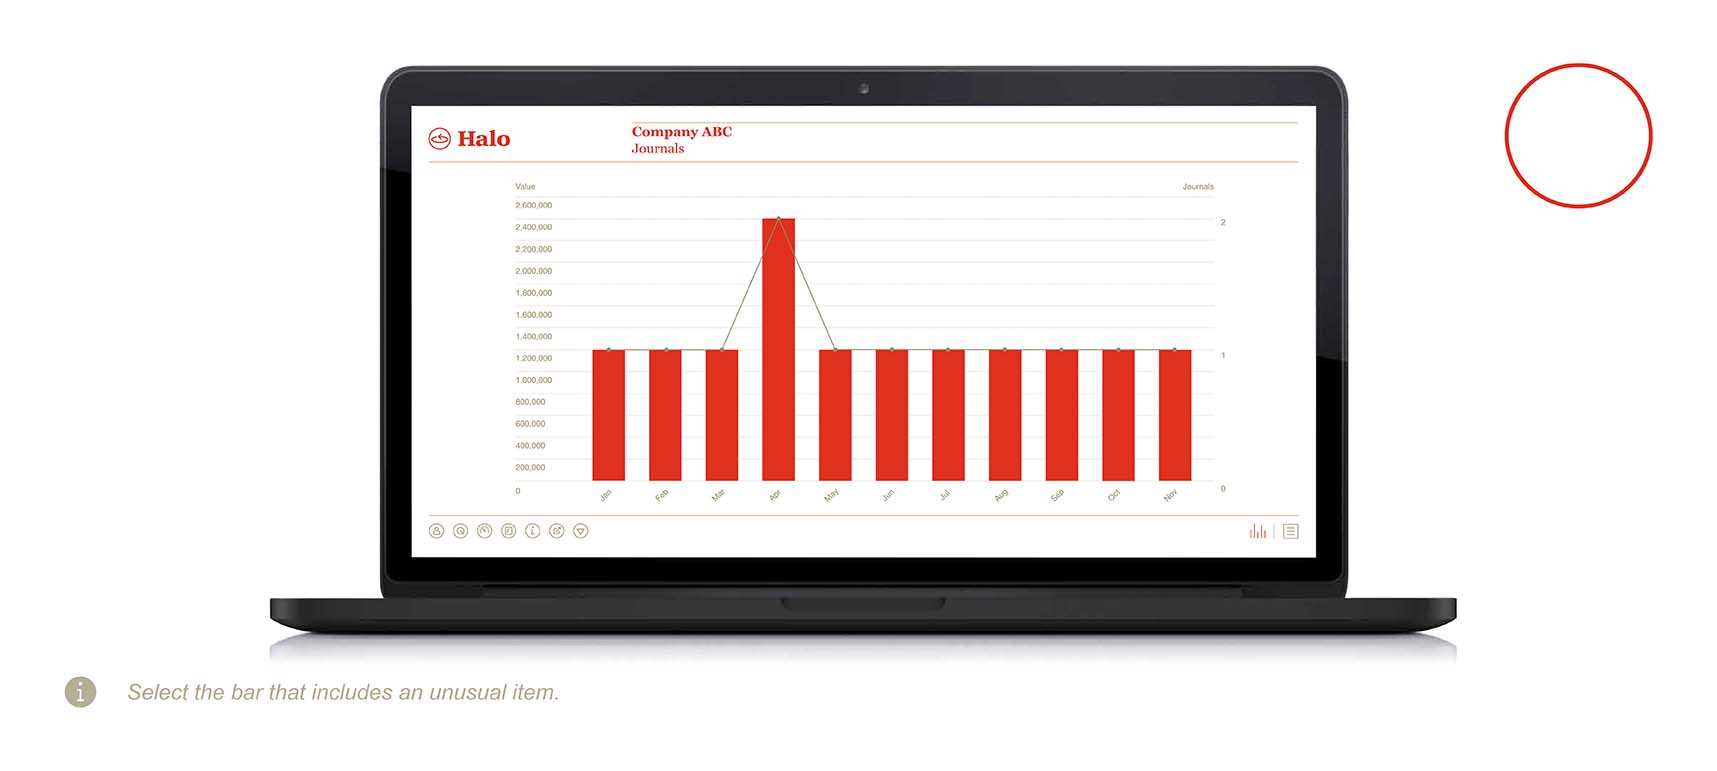 Halo
Company ABC
Journals
Value
Journals
2,600,000
2,400,000
2,200,000
2,000,000
1,800,000
1,600,000
1,400,000
1,200,000
1,000,000
800,000
600,000
400,000
200,000
0
2
1
0
Jan
Feb
Mar
Apr
May
Jun
Jul
Aug
Sep
Oct
Nov
i
i
Select the bar that includes an unusual item.